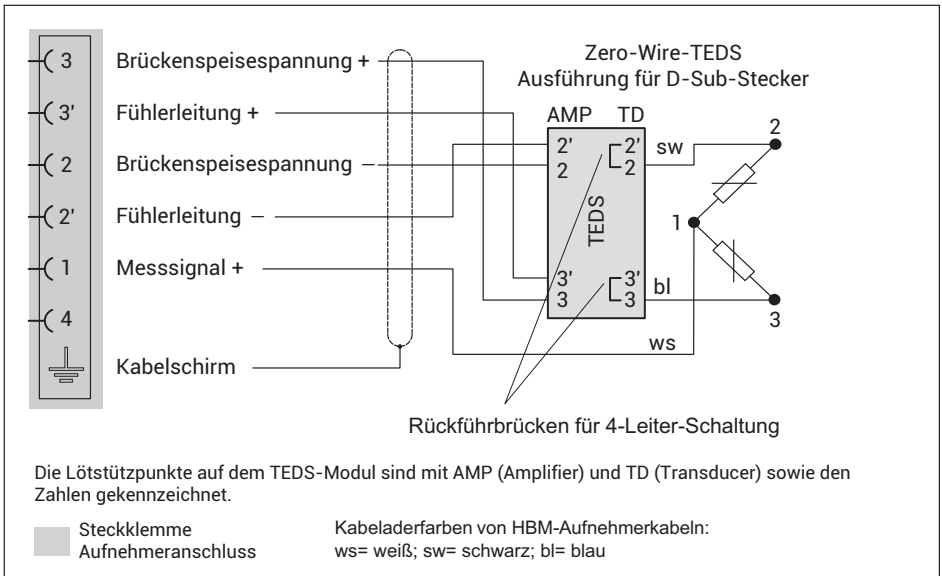 3 Brückenspeisespannung +
3' Fühlerleitung +
2 Brückenspeisespannung −
2' Fühlerleitung −
1 Messsignal +
4
Kabelschirm
Zero-Wire-TEDS
Ausführung für D-Sub-Stecker
AMP TD
2' 2'
2 2
sw
TEDS
3' 3'
3 3
bl
ws
2
1
3
Rückführbrücken für 4-Leiter-Schaltung
Die Lötstützpunkte auf dem TEDS-Modul sind mit AMP (Amplifier) und TD (Transducer) sowie den
Zahlen gekennzeichnet.
Steckklemme
Aufnehmeranschluss
Kabeladerfarben von HBM-Aufnehmerkabeln:
ws= weiß; sw= schwarz; bl= blau